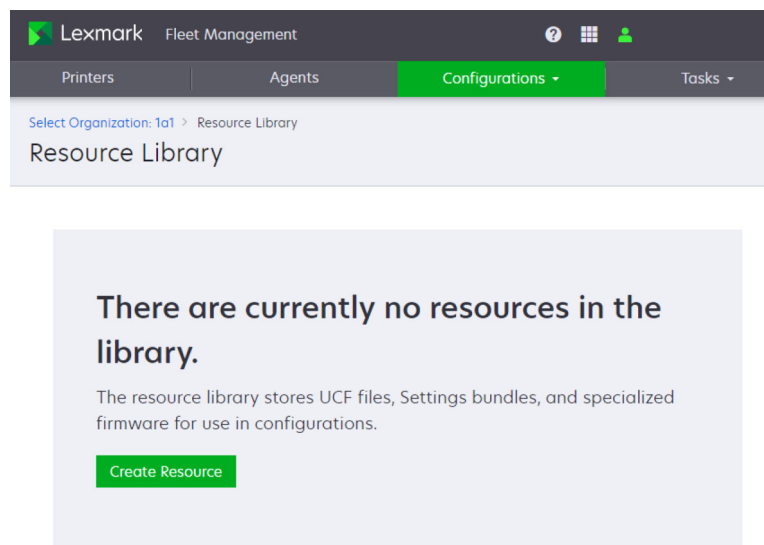 Lexmark Fleet Management
Printers Agents Configurations Tasks
Select Organization: 1a1 > Resource Library
Resource Library
There are currently no resources in the
library.
The resource library stores UCF files, Settings bundles, and specialized
firmware for use in configurations.
Create Resource